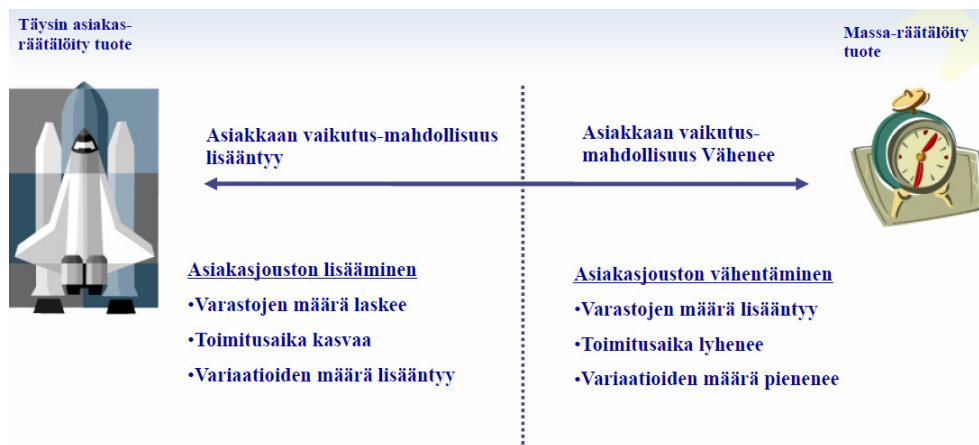 Täysin asiakas-
räätälöity tuote
Massa-räätälöity
tuote
Asiakkaan vaikutus-mahdollisuus
lisääntyy
Asiakkaan vaikutus-
mahdollisuus Vähenee
Asiakasjouston lisääminen
•Varastojen määrä laskee
•Toimitusaika kasvaa
•Variaatioiden määrä lisääntyy
Asiakasjouston vähentäminen
•Varastojen määrä lisääntyy
•Toimitusaika lyhenee
•Variaatioiden määrä pienenee